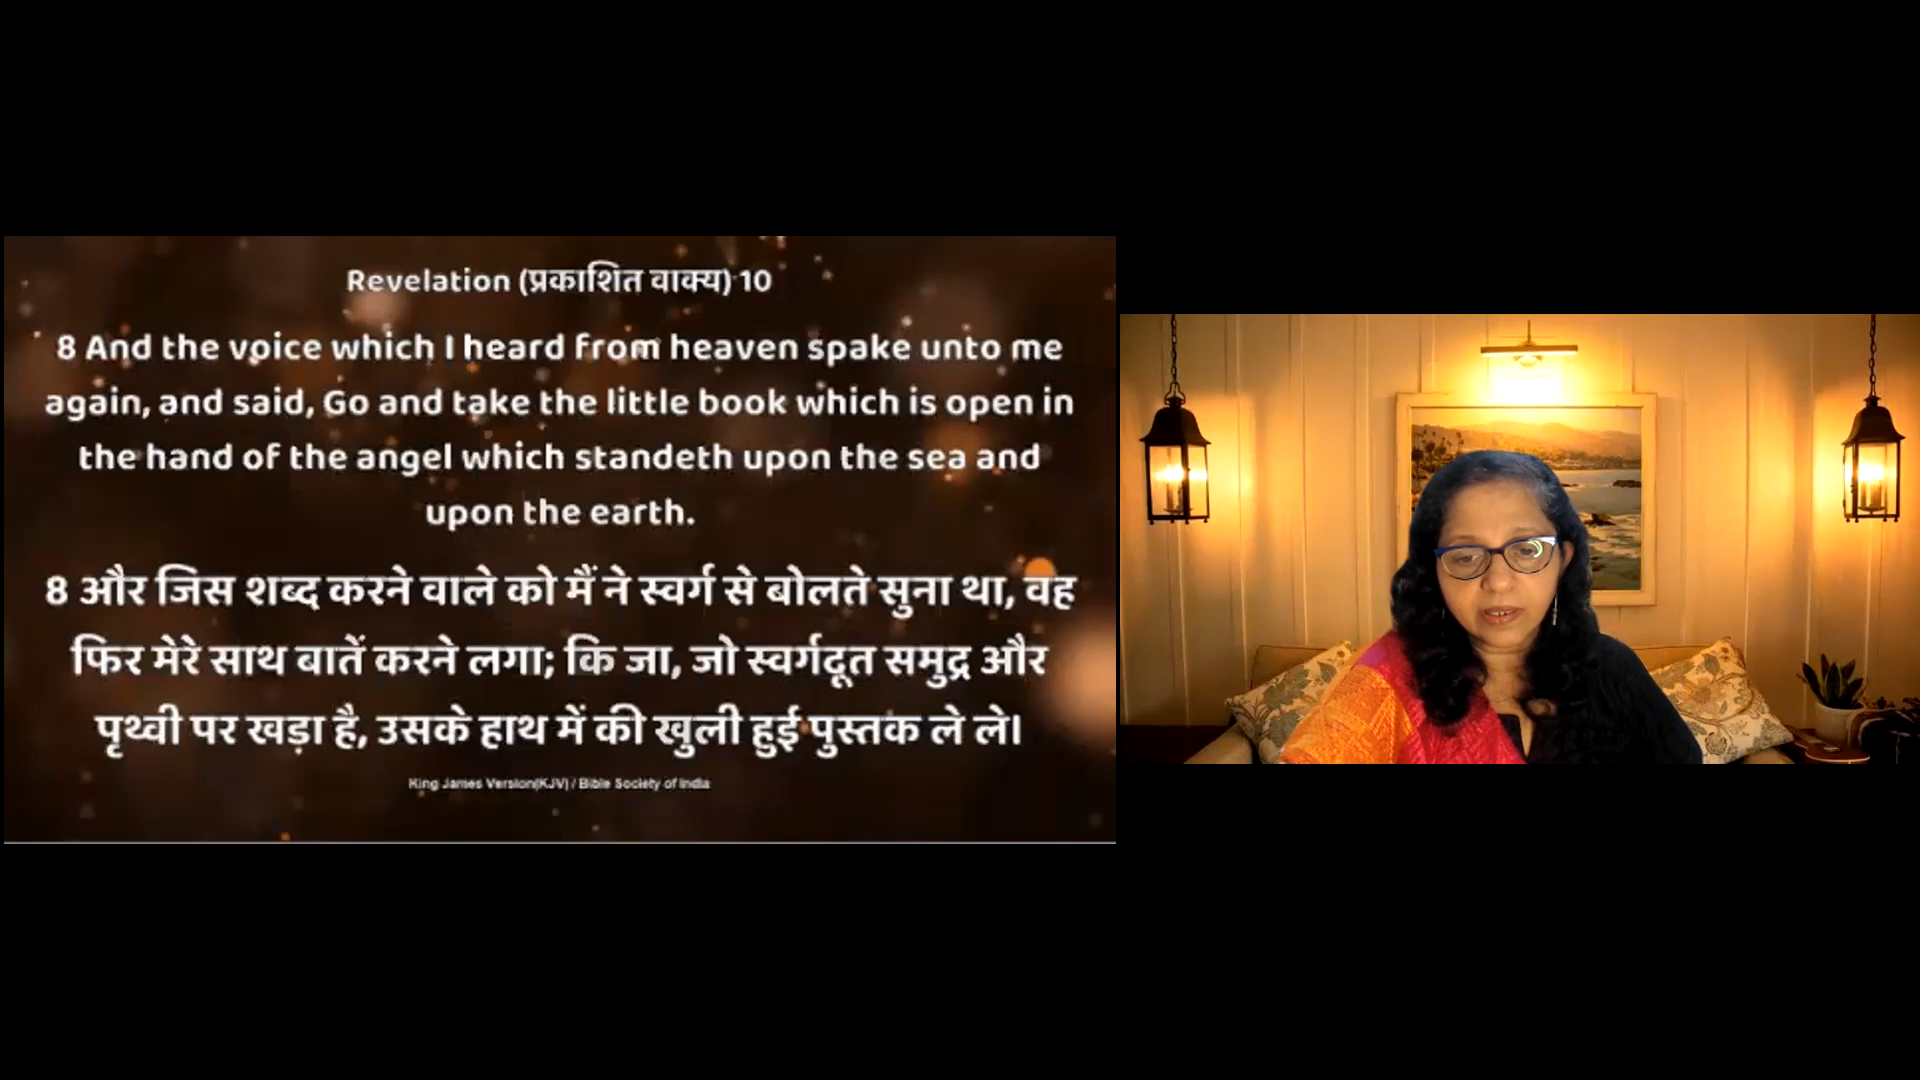 Revelation (प्रकाशित वाक्य) 10
8 And the voice which I heard from heaven spake unto me
again, and said, Go and take the little book which is open in
the hand of the angel which standeth upon the sea and
upon the earth.
8 और जिस शब्द करने वाले को मैं ने स्वर्ग से बोलते सुना था, वह
फिर मेरे साथ बातें करने लगा; कि जा, जो स्वर्गदूत समुद्र और
पृथ्वी पर खड़ा है, उसके हाथ में की खुली हुई पुस्तक ले ले।
King James Version(KJV) / Bible Society of India